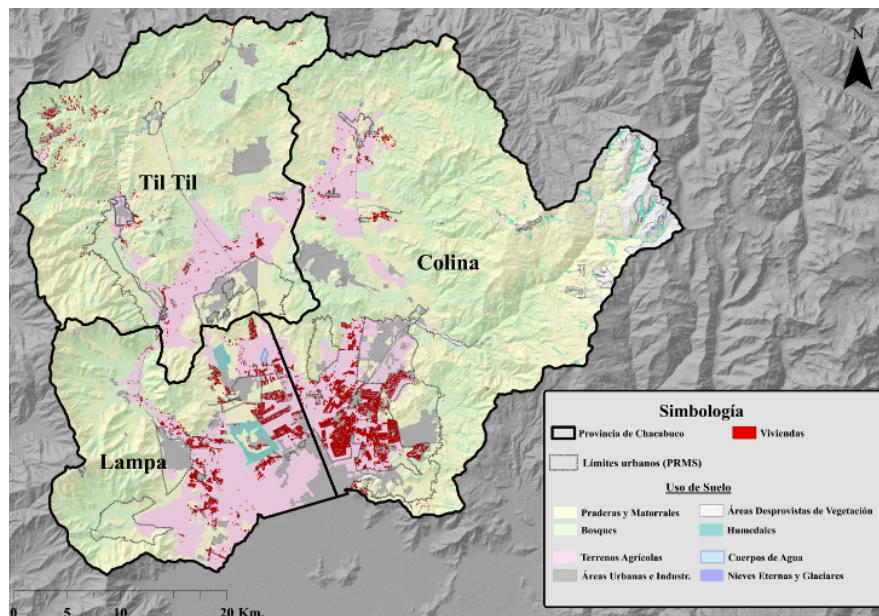 N
Til Til
Colina
Lampa
Simbología
Provincia de Chacabuco
Viviendas
Límites urbanos (PRMS)
Uso de Suelo
Praderas y Matorrales
Áreas Desprovistas de Vegetación
Bosques
Humedales
Terrenos Agrícolas
Cuerpos de Agua
Áreas Urbanas e Industr.
Nieves Eternas y Glaciares
0 5 10 20 Km.